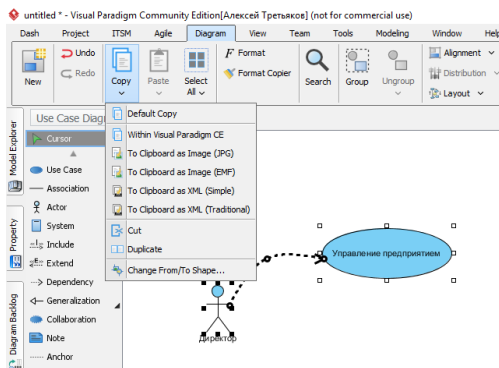 untitled * - Visual Paradigm Community Edition[Алексей Третьяков] (not for commercial use)
Dash Project ITSM Agile Diagram View Team Tools Modeling Window Help
New
Undo
Redo
Copy
Paste
Select All
Format
Format Copier
Search
Group
Ungroup
Alignment
Distribution
Layout
Default Copy
Within Visual Paradigm CE
To Clipboard as Image (JPG)
To Clipboard as Image (EMF)
To Clipboard as XML (Simple)
To Clipboard as XML (Traditional)
Cut
Duplicate
Change From/To Shape...
Model Explorer
Property
Diagram Backlog
Use Case Diag
Cursor
Use Case
Association
Actor
System
Include
Extend
Dependency
Generalization
Collaboration
Note
Anchor
Управление предприятием
Директор